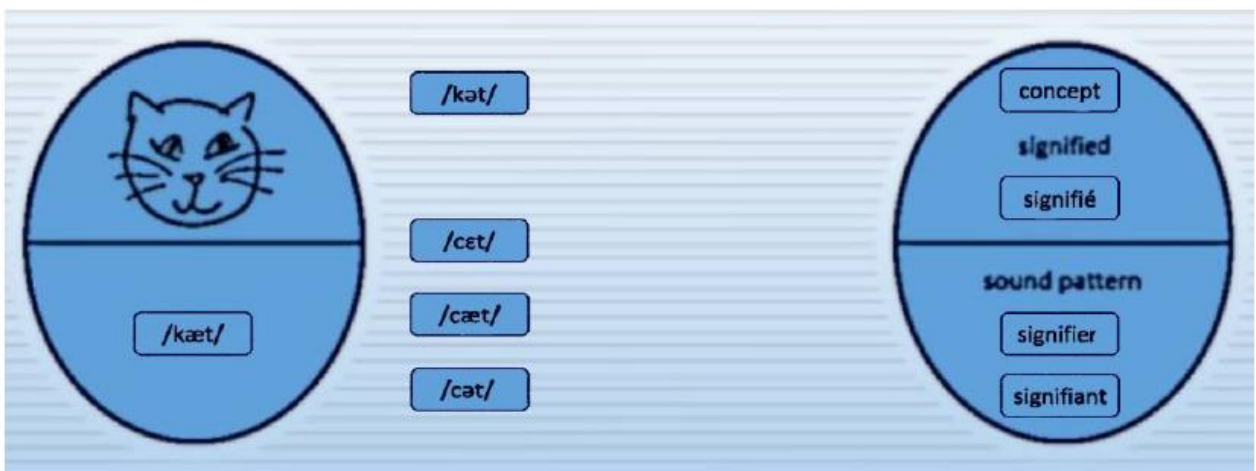 /kæt/
/kət/
/cɛt/
/cæt/
/cət/
concept
signified
signifié
sound pattern
signifier
signifiant